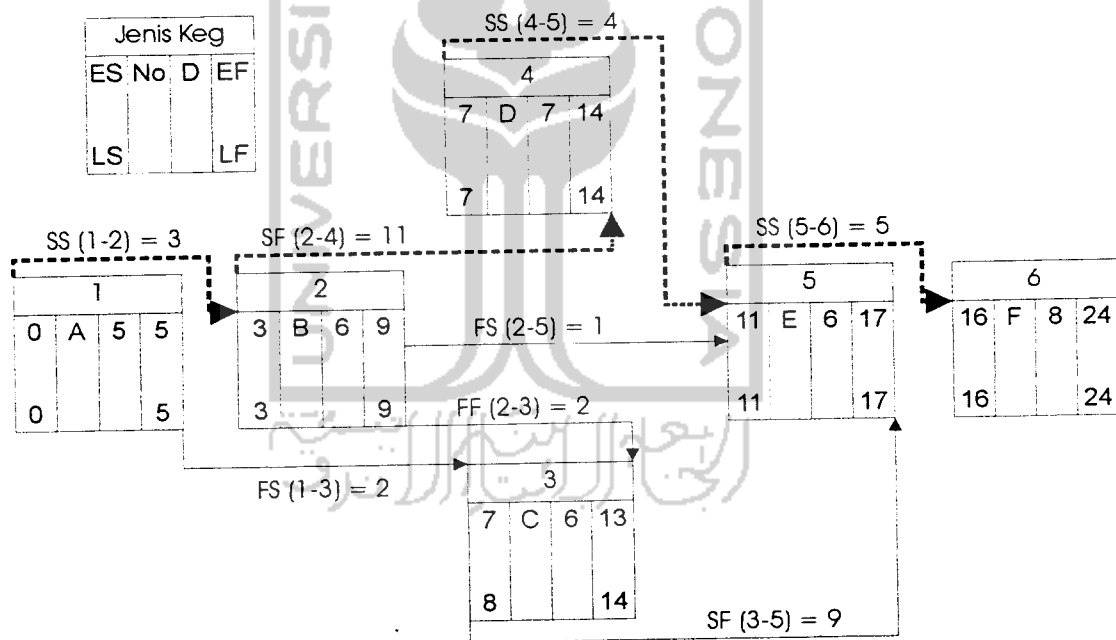 Jenis Keg
ES No D EF
LS LF
SS (4-5) = 4
4
7 D 7 14
7 14
SS (1-2) = 3
SF (2-4) = 11
SS (5-6) = 5
1
0 A 5 5
0 5
2
3 B 6 9
3 9
FS (2-5) = 1
5
11 E 6 17
11 17
6
16 F 8 24
16 24
FF (2-3) = 2
FS (1-3) = 2
3
7 C 6 13
8 14
SF (3-5) = 9
UNIVERSI
ONESIA